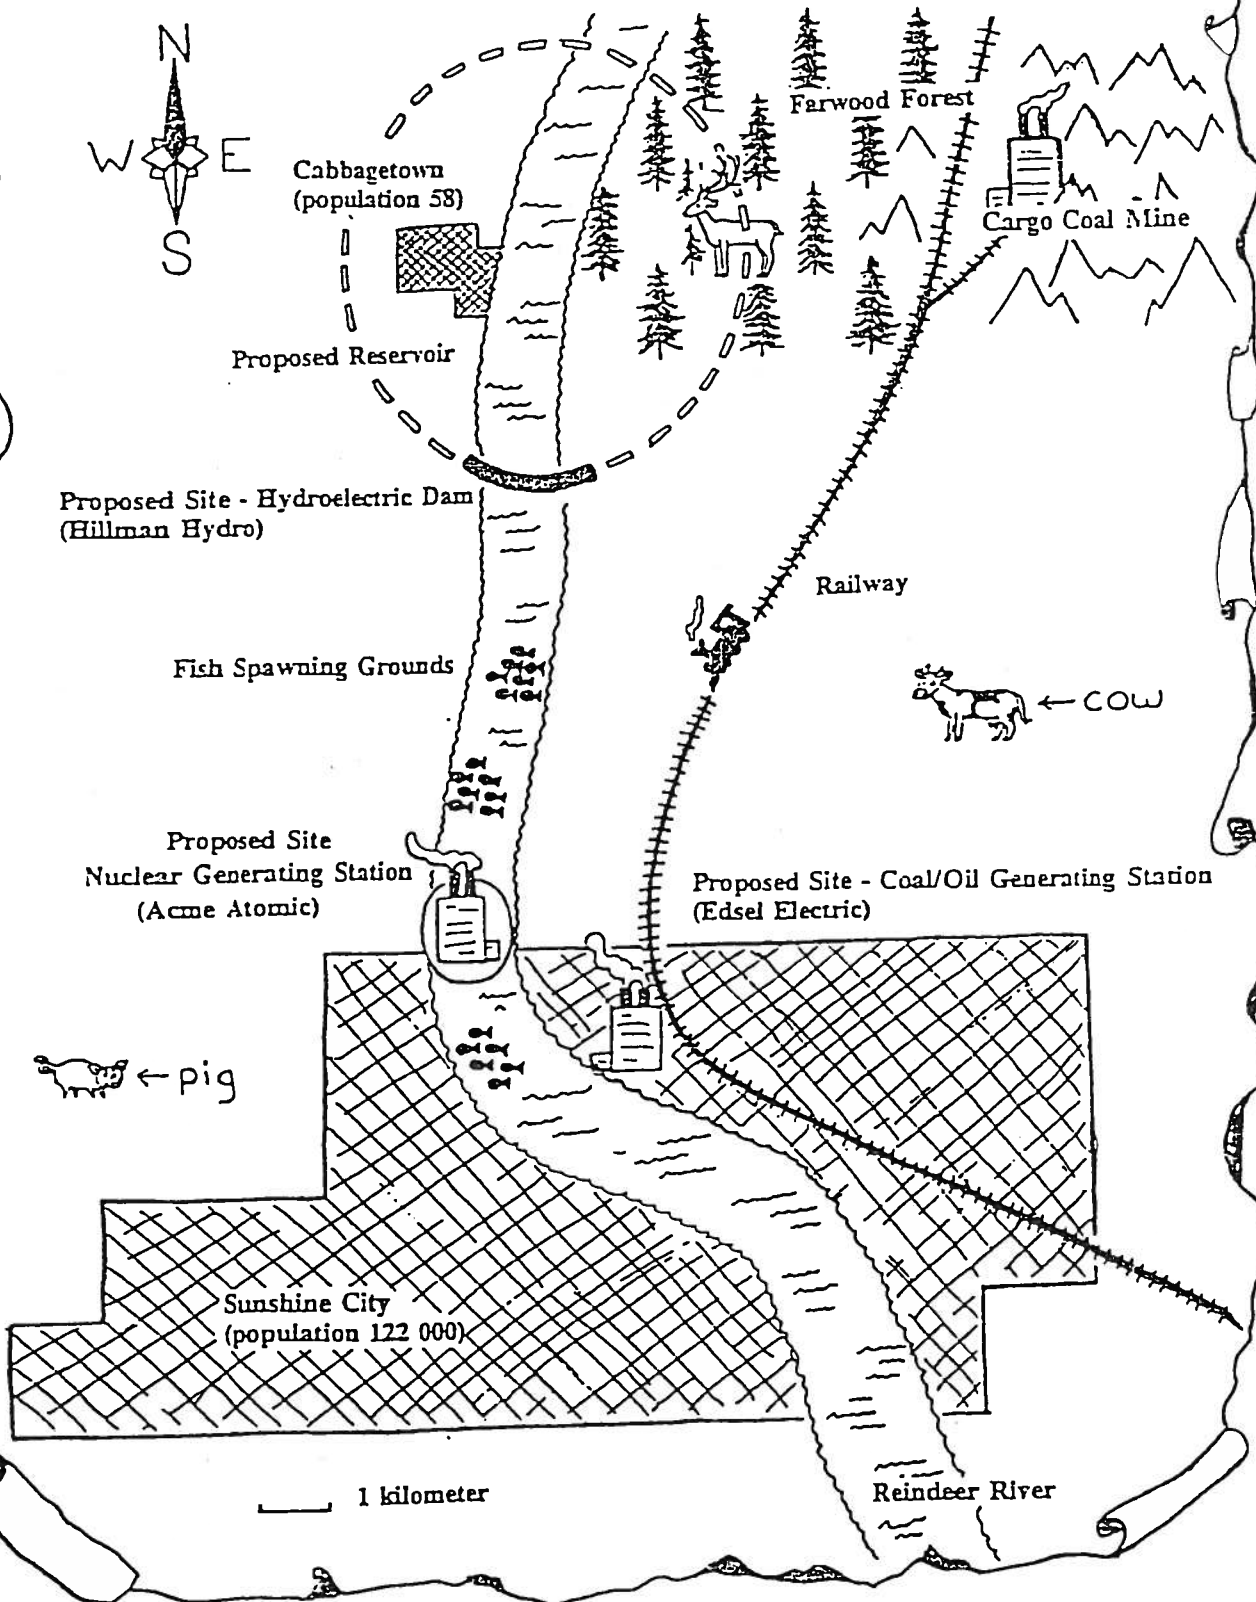 N
W E
S
Farwood Forest
Cabbagetown
(population 58)
Cargo Coal Mine
Proposed Reservoir
Proposed Site - Hydroelectric Dam
(Hillman Hydro)
Railway
Fish Spawning Grounds
← COW
Proposed Site
Nuclear Generating Station
(Acme Atomic)
Proposed Site - Coal/Oil Generating Station
(Edsel Electric)
← pig
Sunshine City
(population 122 000)
1 kilometer
Reindeer River